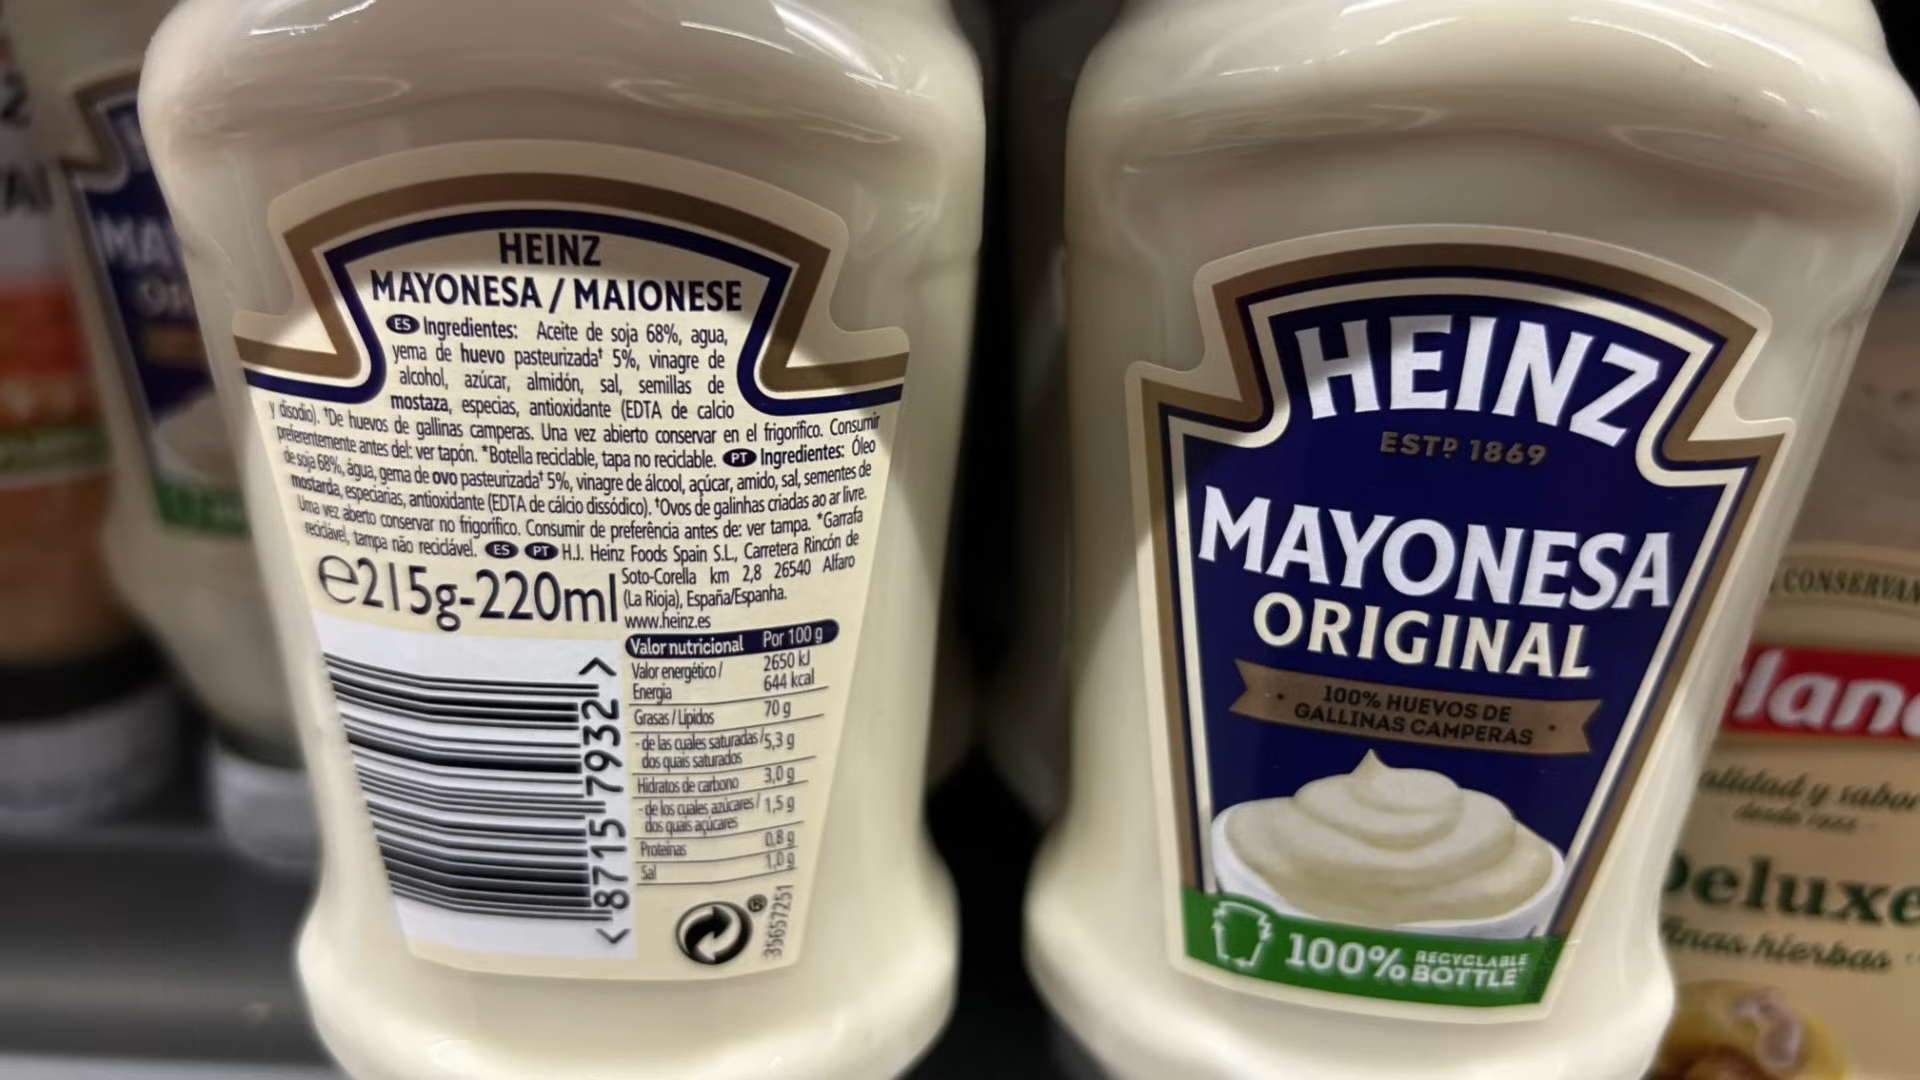 HEINZ
MAYONESA / MAIONESE
ES Ingredientes: Aceite de soja 68%, agua,
yema de huevo pasteurizada† 5%, vinagre de
alcohol, azúcar, almidón, sal, semillas de
mostaza, especias, antioxidante (EDTA de calcio
y disodio). †De huevos de gallinas camperas. Una vez abierto conservar en el frigorífico. Consumir
preferentemente antes del: ver tapón. *Botella reciclable, tapa no reciclable. PT Ingredientes: Óleo
de soja 68%, água, gema de ovo pasteurizada† 5%, vinagre de álcool, açúcar, amido, sal, sementes de
mostarda, especiarias, antioxidante (EDTA de cálcio dissódico). †Ovos de galinhas criadas ao ar livre.
Uma vez aberto conservar no frigorífico. Consumir de preferência antes de: ver tampa. *Garrafa
reciclável, tampa não reciclável. ES PT H.J. Heinz Foods Spain S.L., Carretera Rincón de
Soto-Corella km 2,8 26540 Alfaro
(La Rioja), España/Espanha.
www.heinz.es
e215g-220ml
Valor nutricional Por 100 g
Valor energético / 2650 kJ
Energia 644 kcal
Grasas / Lípidos 70 g
- de las cuales saturadas / 5,3 g
dos quais saturados
Hidratos de carbono 3,0 g
- de los cuales azúcares / 1,5 g
dos quais açúcares
Proteínas 0,8 g
Sal 1,0 g
<8715 7932>
35657251
®
HEINZ
ESTD 1869
MAYONESA
ORIGINAL
100% HUEVOS DE
GALLINAS CAMPERAS
100% RECYCLABLE
BOTTLE*
MA
CONSERVAN
lan
alidad y sabor
desde
eluxe
finas hierbas